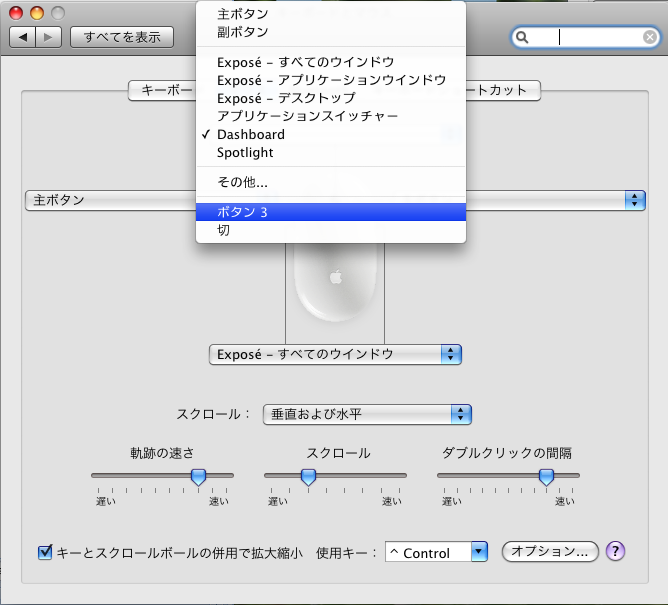 主ボタン
副ボタン
すべてを表示
Exposé – すべてのウインドウ
Exposé – アプリケーションウインドウ
Exposé – デスクトップ
キーボー
ートカット
アプリケーションスイッチャー
✓ Dashboard
Spotlight
その他...
主ボタン
ボタン 3
切
Exposé – すべてのウインドウ
スクロール：
垂直および水平
軌跡の速さ
スクロール
ダブルクリックの間隔
遅い 速い
遅い 速い
遅い 速い
キーとスクロールボールの併用で拡大縮小 使用キー： ^ Control オプション... ?